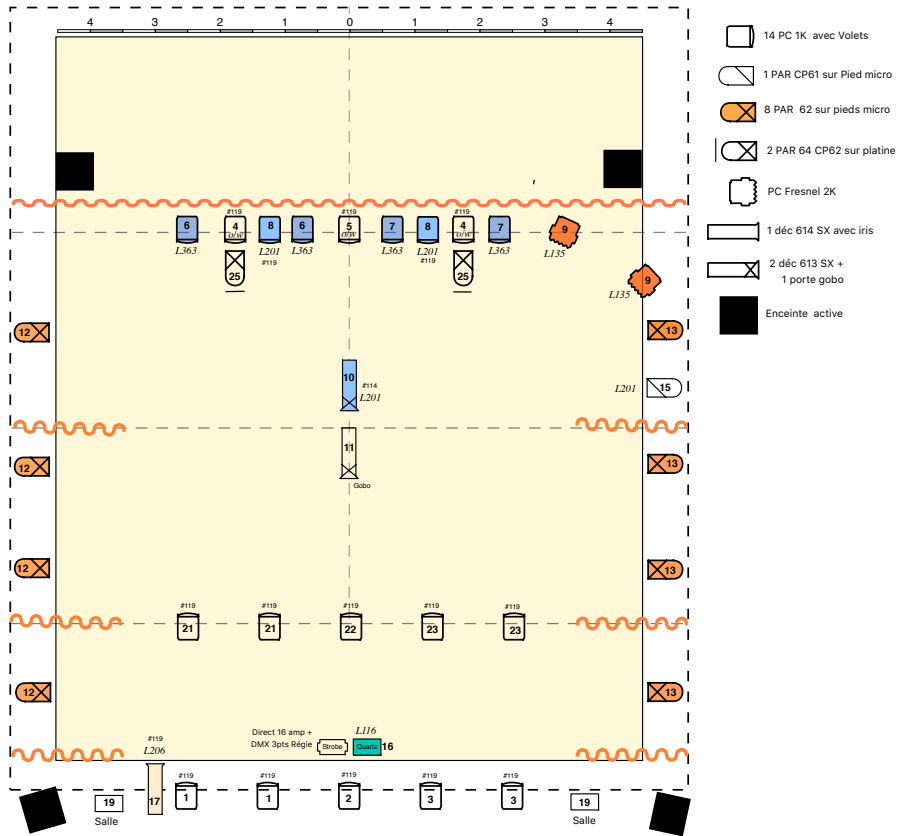 4 3 2 1 0 1 2 3 4
14 PC 1K avec Volets
1 PAR CP61 sur Pied micro
8 PAR 62 sur pieds micro
2 PAR 64 CP62 sur platine
PC Fresnel 2K
1 déc 614 SX avec iris
2 déc 613 SX +
1 porte gobo
Enceinte active
#119 #119 #119
6 4 8 6 5 7 8 4 7 9
o/w o/w o/w
L363 L201 L363 L363 L201 L363 L135
#119 #119
25 25
9
L135
12 13
10 #114
L201
L201 15
11
Gobo
12 13
12 13
#119 #119 #119 #119 #119
21 21 22 23 23
12 13
Direct 16 amp +
DMX 3pts Régie
Strobe
L116
Quartz 16
#119
L206
17
#119 #119 #119 #119 #119
1 1 2 3 3
19 19
Salle Salle